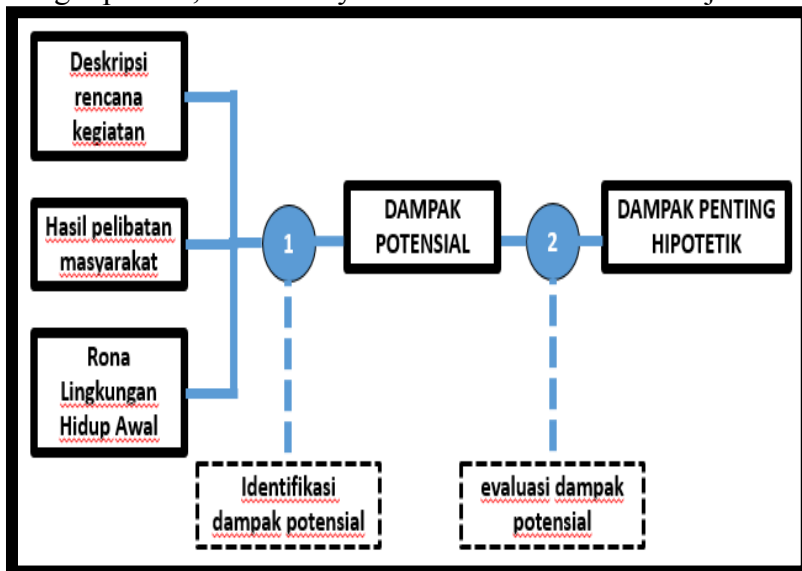 Deskripsi
rencana
kegiatan
Hasil pelibatan
masyarakat
Rona
Lingkungan
Hidup Awal
1
DAMPAK
POTENSIAL
2
DAMPAK PENTING
HIPOTETIK
Identifikasi
dampak potensial
evaluasi dampak
potensial